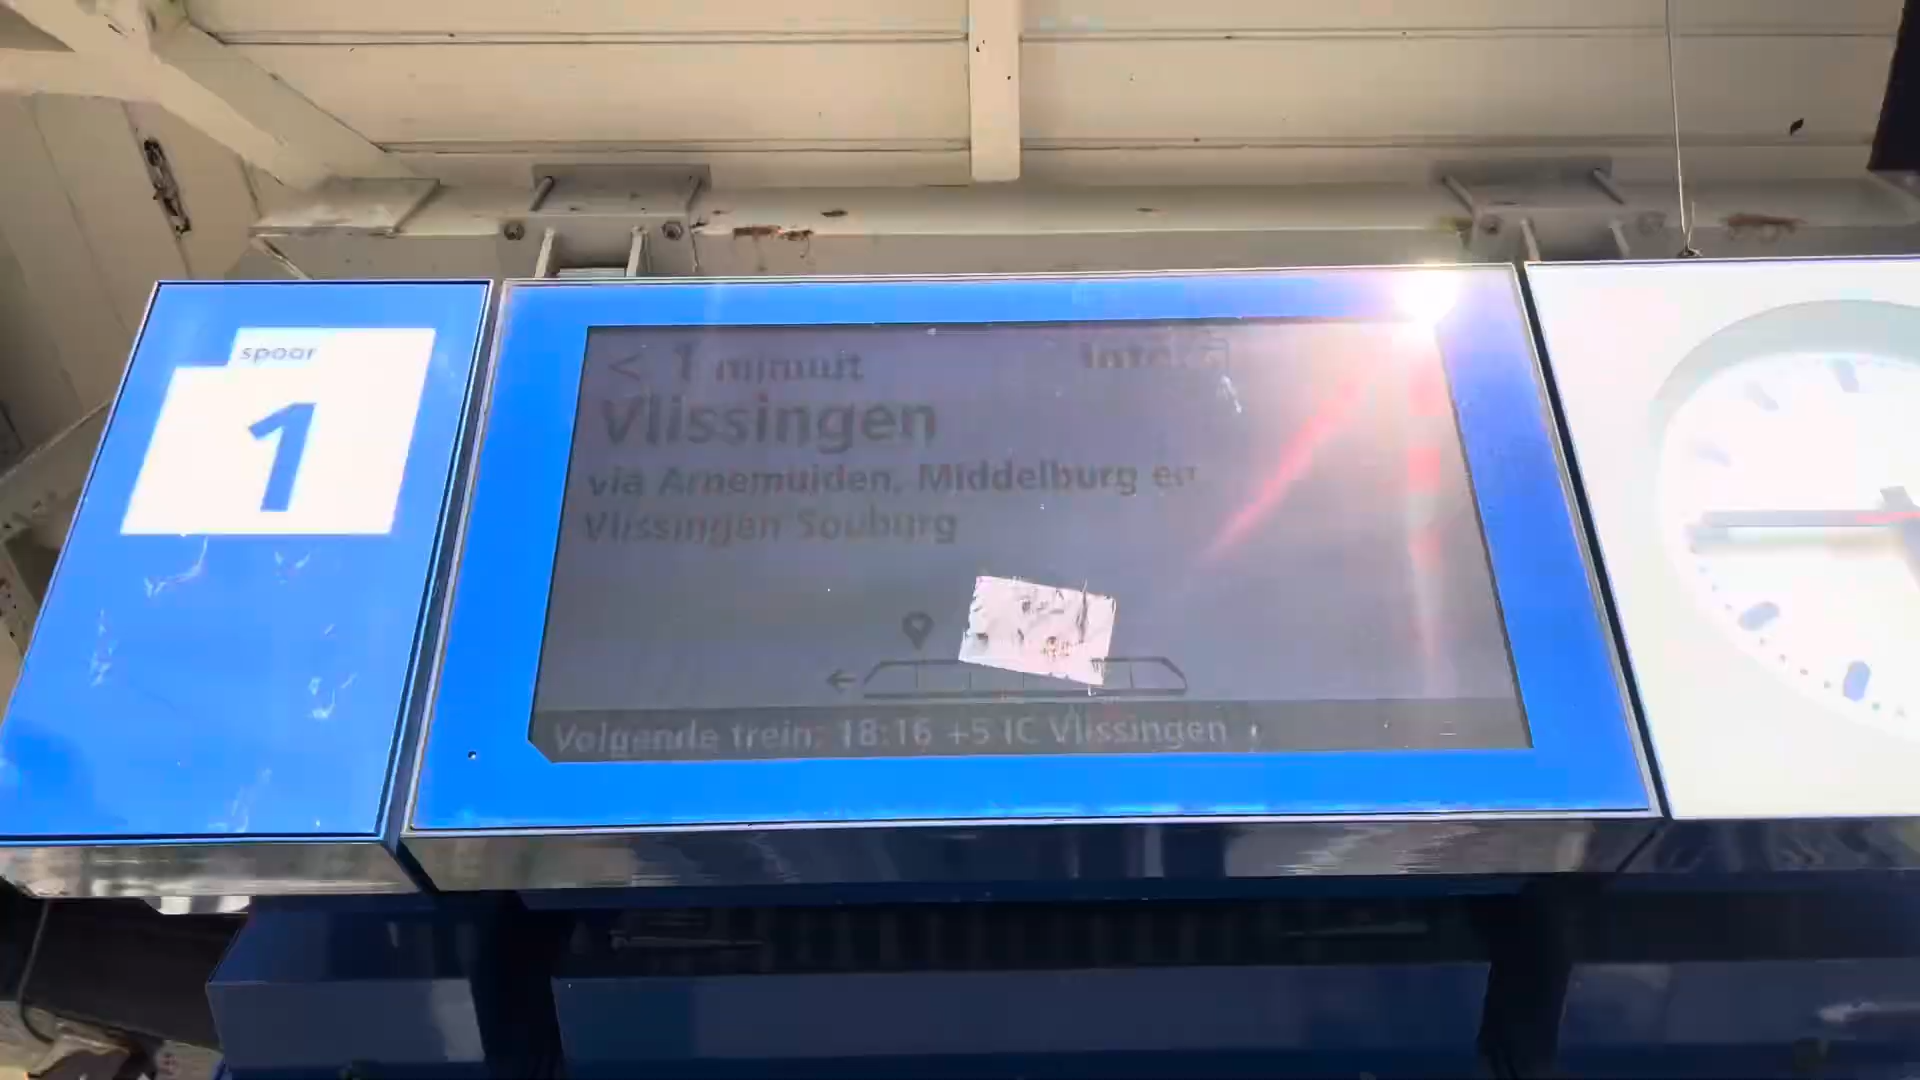 spoor
1
< 1 minuut
Vlissingen
via Arnemuiden, Middelburg en
Vlissingen Souburg
Volgende trein: 18:16 +5 IC Vlissingen